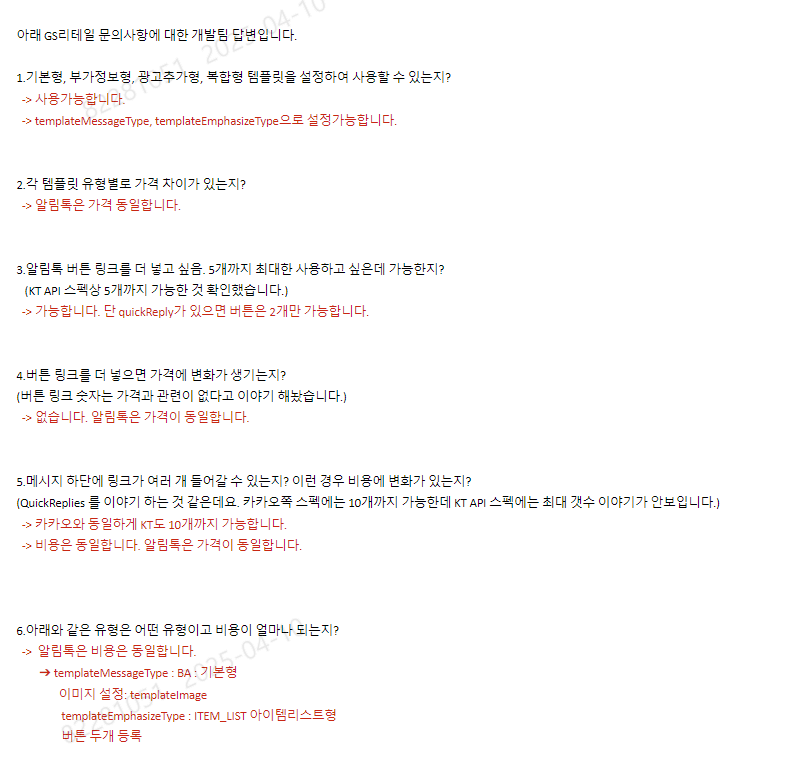 아래 GS리테일 문의사항에 대한 개발팀 답변입니다.
1.기본형, 부가정보형, 광고추가형, 복합형 템플릿을 설정하여 사용할 수 있는지?
-> 사용가능합니다.
-> templateMessageType, templateEmphasizeType으로 설정가능합니다.
2.각 템플릿 유형별로 가격 차이가 있는지?
-> 알림톡은 가격 동일합니다.
3.알림톡 버튼 링크를 더 넣고 싶음. 5개까지 최대한 사용하고 싶은데 가능한지?
(KT API 스펙상 5개까지 가능한 것 확인했습니다.)
-> 가능합니다. 단 quickReply가 있으면 버튼은 2개만 가능합니다.
4.버튼 링크를 더 넣으면 가격에 변화가 생기는지?
(버튼 링크 숫자는 가격과 관련이 없다고 이야기 해놨습니다.)
-> 없습니다. 알림톡은 가격이 동일합니다.
5.메시지 하단에 링크가 여러 개 들어갈 수 있는지? 이런 경우 비용에 변화가 있는지?
(QuickReplies 를 이야기 하는 것 같은데요. 카카오쪽 스펙에는 10개까지 가능한데 KT API 스펙에는 최대 갯수 이야기가 안보입니다.)
-> 카카오와 동일하게 KT도 10개까지 가능합니다.
-> 비용은 동일합니다. 알림톡은 가격이 동일합니다.
6.아래와 같은 유형은 어떤 유형이고 비용이 얼마나 되는지?
-> 알림톡은 비용은 동일합니다.
➔ templateMessageType : BA : 기본형
이미지 설정: templateImage
templateEmphasizeType : ITEM_LIST 아이템리스트형
버튼 두개 등록
82281051 2025-04-10
82281051 2025-04-10